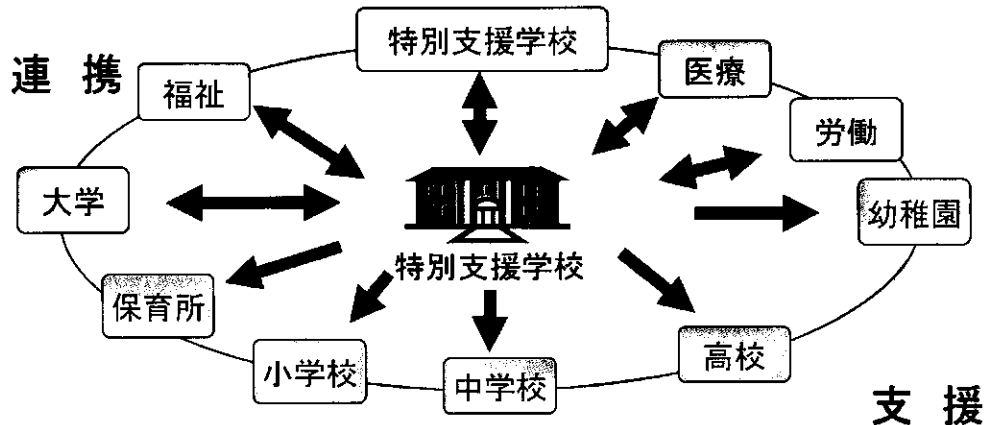 特別支援学校
連携
福祉
医療
労働
大学
幼稚園
特別支援学校
保育所
小学校
中学校
高校
支援